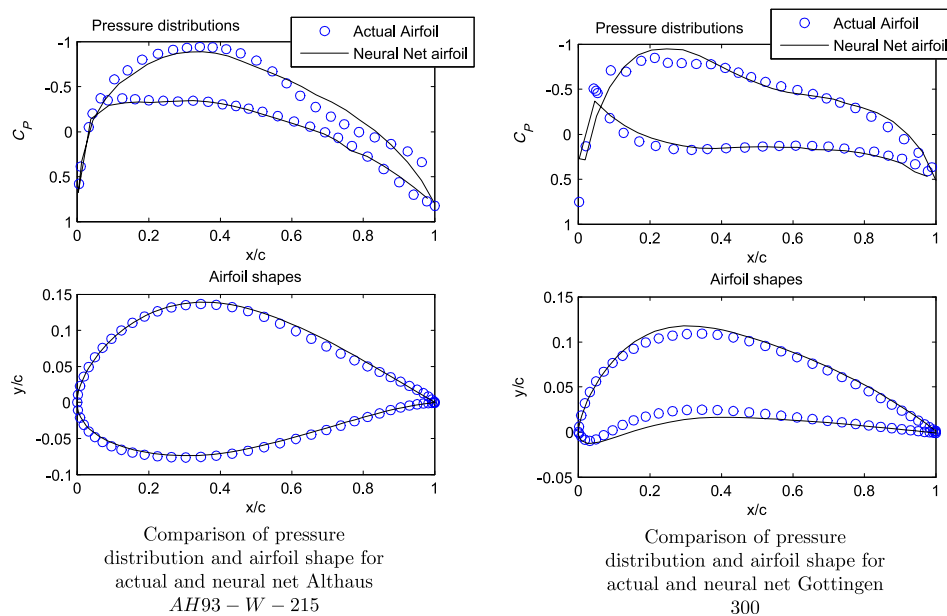 Pressure distributions
Actual Airfoil
Neural Net airfoil
-1
-0.5
0
0.5
1
C_P
0
0.2
0.4
0.6
0.8
1
x/c
Airfoil shapes
0.15
0.1
0.05
0
-0.05
-0.1
y/c
0
0.2
0.4
0.6
0.8
1
x/c
Comparison of pressure
distribution and airfoil shape for
actual and neural net Althaus
AH93 − W − 215
Pressure distributions
Actual Airfoil
Neural Net airfoil
-1
-0.5
0
0.5
1
C_P
0
0.2
0.4
0.6
0.8
1
x/c
Airfoil shapes
0.15
0.1
0.05
0
-0.05
y/c
0
0.2
0.4
0.6
0.8
1
x/c
Comparison of pressure
distribution and airfoil shape for
actual and neural net Gottingen
300